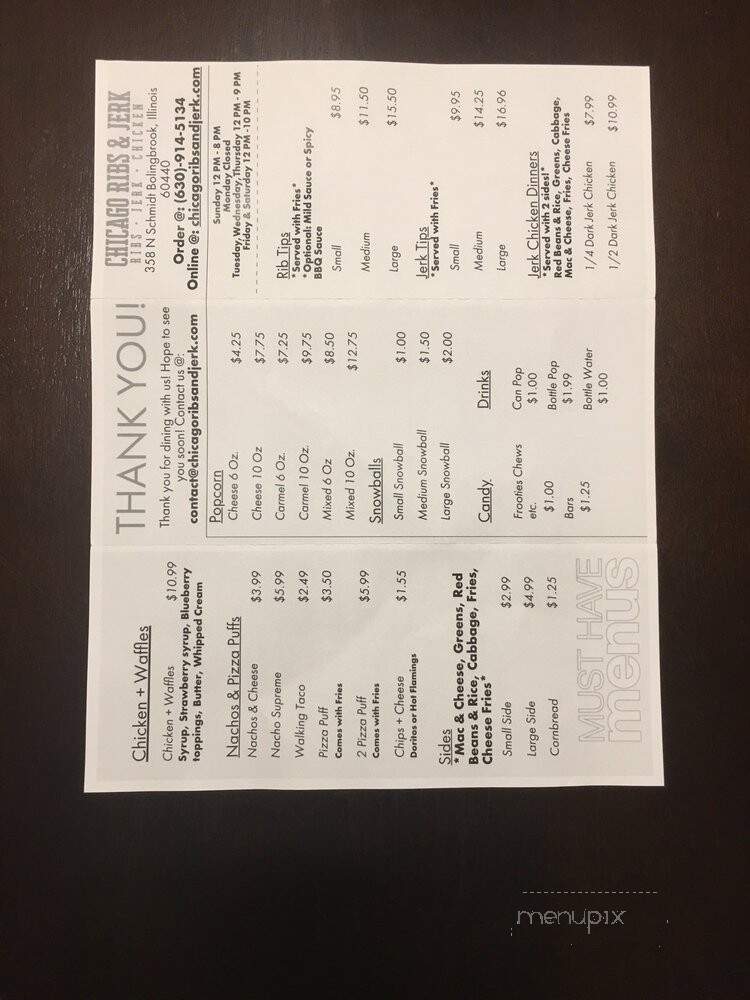 Chicken + Waffles
Chicken + Waffles $10.99
Syrup, Strawberry syrup, Blueberry
toppings, Butter, Whipped Cream
Nachos & Pizza Puffs
Nachos & Cheese $3.99
Nacho Supreme $5.99
Walking Taco $2.49
Pizza Puff $3.50
Comes with Fries
2 Pizza Puff $5.99
Comes with Fries
Chips + Cheese $1.55
Doritos or Hot Flamings
Sides
* Mac & Cheese, Greens, Red
Beans & Rice, Cabbage, Fries,
Cheese Fries*
Small Side $2.99
Large Side $4.99
Cornbread $1.25
MUST HAVE
menus
THANK YOU!
Thank you for dining with us! Hope to see
you soon! Contact us @:
contact@chicagoribsandjerk.com
Popcorn
Cheese 6 Oz. $4.25
Cheese 10 Oz $7.75
Carmel 6 Oz. $7.25
Carmel 10 Oz. $9.75
Mixed 6 Oz $8.50
Mixed 10 Oz. $12.75
Snowballs
Small Snowball $1.00
Medium Snowball $1.50
Large Snowball $2.00
Candy
Frooties Chews
etc.
$1.00
Bars
$1.25
Drinks
Can Pop
$1.00
Bottle Pop
$1.99
Bottle Water
$1.00
CHICAGO RIBS & JERK
RIBS · JERK · CHICKEN
358 N Schmidt Bolingbrook, Illinois
60440
Order @: (630)-914-5134
Online @: chicagoribsandjerk.com
Sunday 12 PM - 8 PM
Monday Closed
Tuesday, Wednesday, Thursday 12 PM - 9 PM
Friday & Saturday 12 PM -10 PM
Rib Tips
*Served with Fries*
*Optional: Mild Sauce or Spicy
BBQ Sauce
Small $8.95
Medium $11.50
Large $15.50
Jerk Tips
*Served with Fries*
Small $9.95
Medium $14.25
Large $16.96
Jerk Chicken Dinners
*Served with 2 sides!*
Red Beans & Rice, Greens, Cabbage,
Mac & Cheese, Fries, Cheese Fries
1/4 Dark Jerk Chicken $7.99
1/2 Dark Jerk Chicken $10.99
menupix